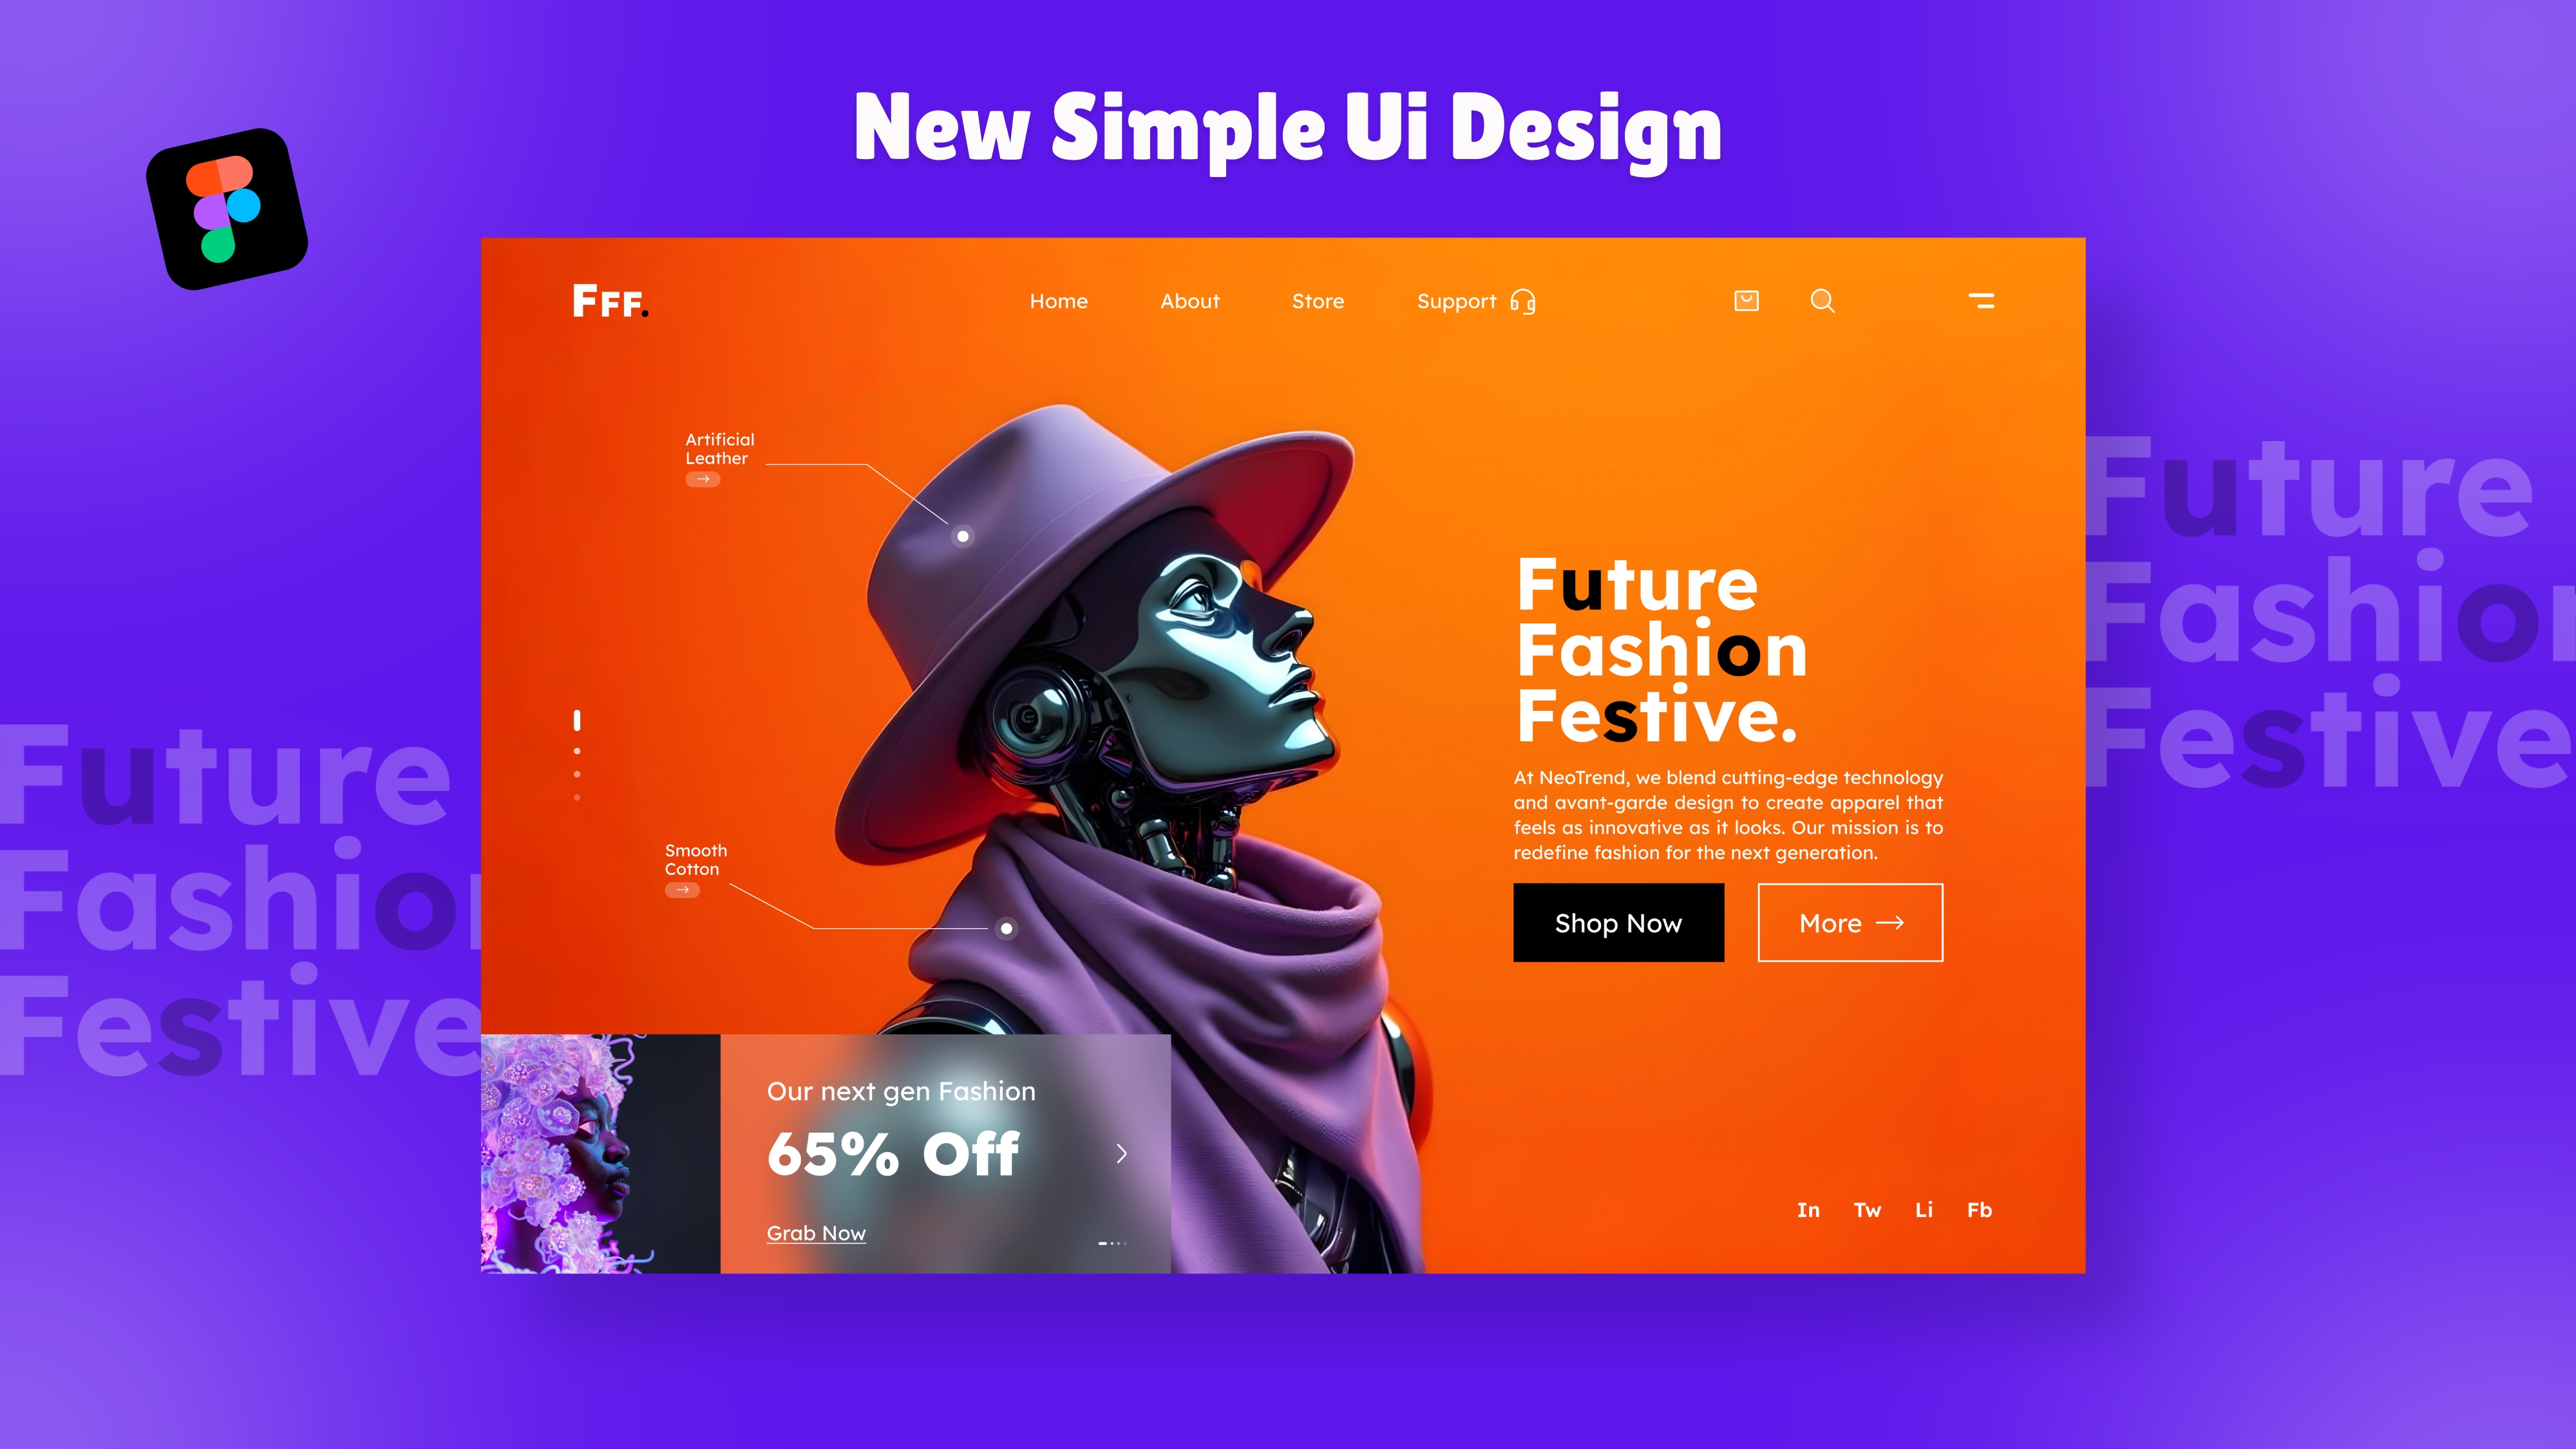 New Simple Ui Design
FFF.
Home About Store Support
Artificial
Leather
Future
Fashion
Festive.
At NeoTrend, we blend cutting-edge technology
and avant-garde design to create apparel that
feels as innovative as it looks. Our mission is to
redefine fashion for the next generation.
Shop Now More
Smooth
Cotton
Our next gen Fashion
65% Off
Grab Now
In Tw Li Fb
Future
Fashion
Festive
Future
Fashion
Festive